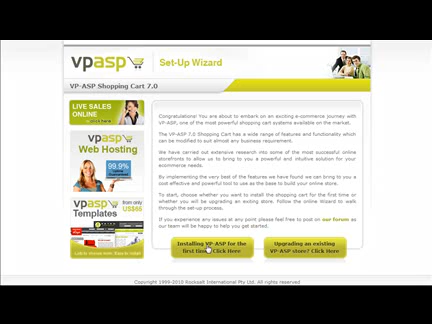 vpasp
Set-Up Wizard
VP-ASP Shopping Cart 7.0
LIVE SALES
ONLINE
click here
Congratulations! You are about to embark on an exciting e-commerce journey with
VP-ASP, one of the most powerful shopping cart systems available on the market.
The VP-ASP 7.0 Shopping Cart has a wide range of features and functionality which
can be modified to suit almost any business requirement.
We have carried out extensive research into some of the most successful online
storefronts to allow us to bring to you a powerful and intuitive solution for your
ecommerce needs.
By implementing the very best of the features we have found we can bring to you a
cost effective and powerful tool to use as the base to build your online store.
To start, choose whether you want to install the shopping cart for the first time or
whether you will be upgrading an existing store. Follow the online Wizard to walk
through the set-up process.
If you experience any issues at any point please feel free to post on our forum as
our team will be happy to help you get started.
vpasp
Web Hosting
99.9%
vpasp
Templates
from only
US$65
Installing VP-ASP for the
first time? Click Here
Upgrading an existing
VP-ASP store? Click Here
Copyright 1999-2010 Rocksalt International Pty Ltd. All rights reserved